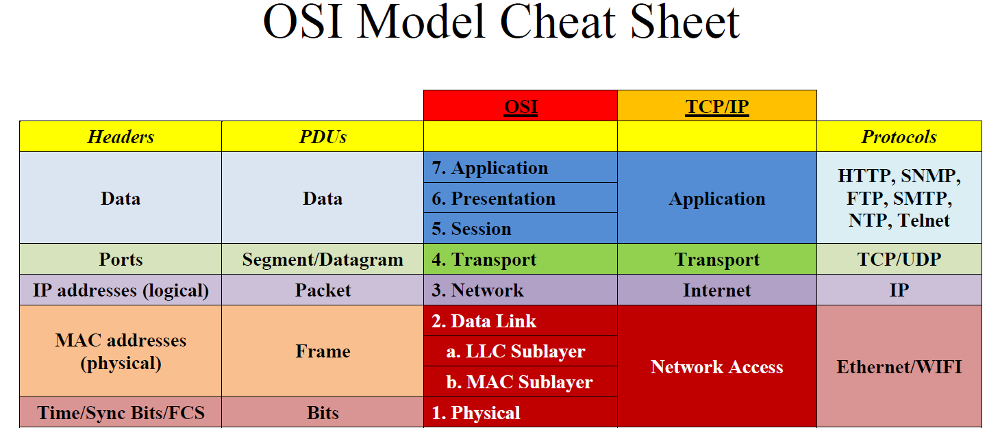 OSI Model Cheat Sheet
OSI
TCP/IP
Headers
PDUs
Protocols
Data
Data
7. Application
6. Presentation
5. Session
Application
HTTP, SNMP,
FTP, SMTP,
NTP, Telnet
Ports
Segment/Datagram
4. Transport
Transport
TCP/UDP
IP addresses (logical)
Packet
3. Network
Internet
IP
MAC addresses
(physical)
Frame
2. Data Link
a. LLC Sublayer
b. MAC Sublayer
Network Access
Ethernet/WIFI
Time/Sync Bits/FCS
Bits
1. Physical